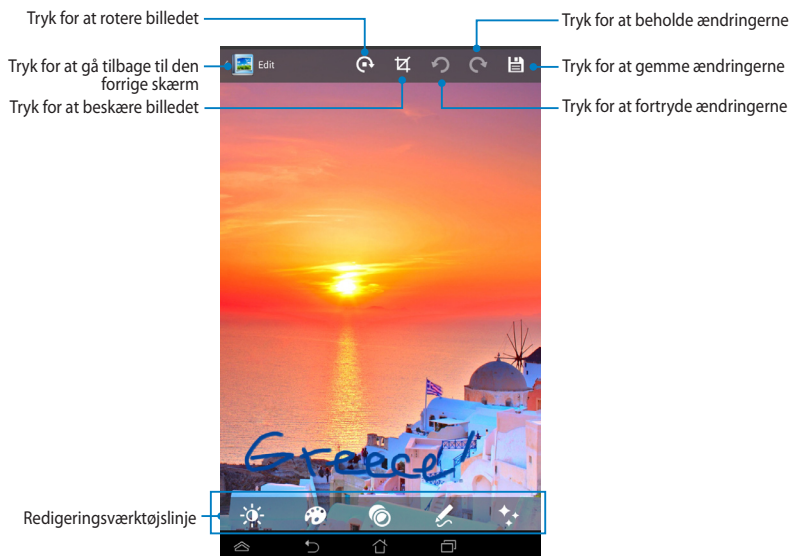 Tryk for at rotere billedet
Tryk for at beholde ændringerne
Edit
Tryk for at gå tilbage til den
forrige skærm
Tryk for at gemme ændringerne
Tryk for at beskære billedet
Tryk for at fortryde ændringerne
Greece!
Redigeringsværktøjslinje